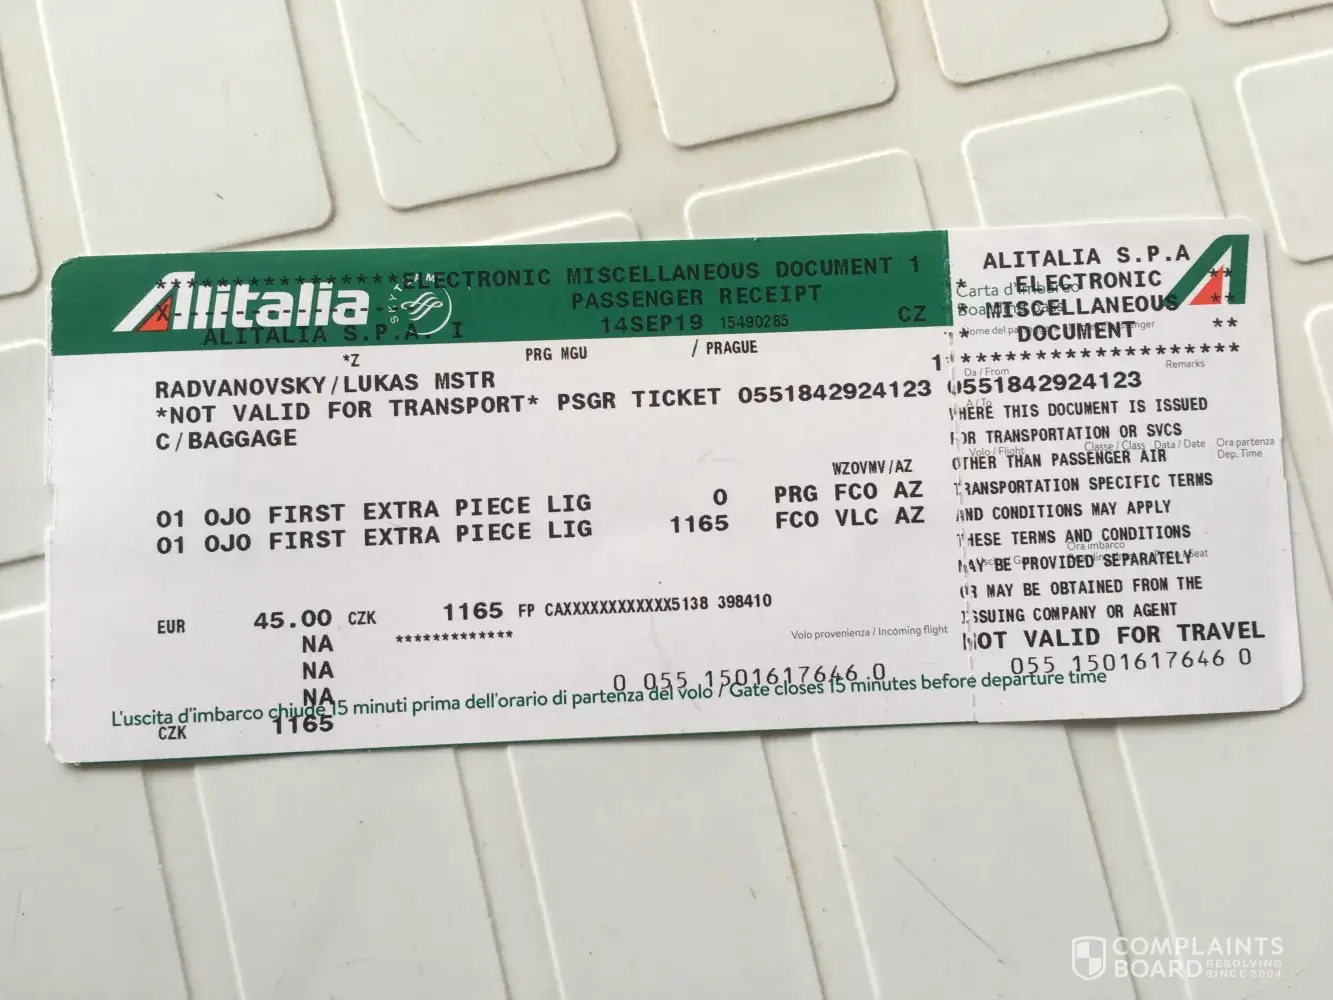 Alitalia
SKYTEAM
****************ELECTRONIC MISCELLANEOUS DOCUMENT 1
PASSENGER RECEIPT
ALITALIA S.P.A. I
14SEP19 15490285
CZ
*Z
PRG MGU
/ PRAGUE
1
RADVANOVSKY/LUKAS MSTR
*NOT VALID FOR TRANSPORT* PSGR TICKET 0551842924123
C/BAGGAGE
WZOVMV/AZ
01 OJO FIRST EXTRA PIECE LIG 0 PRG FCO AZ
01 OJO FIRST EXTRA PIECE LIG 1165 FCO VLC AZ
EUR 45.00 CZK 1165 FP CAXXXXXXXXXXXX5138 398410
NA *************
NA
NA
Volo provenienza / Incoming flight
0 055 1501617646 0
L'uscita d'imbarco chiude 15 minuti prima dell'orario di partenza del volo / Gate closes 15 minutes before departure time
CZK 1165
ALITALIA S.P.A
* ELECTRONIC **
Carta d'imbarco
* MISCELLANEOUS **
Boarding pass
* DOCUMENT **
********************
Da / From
Remarks
0551842924123
A / To
WHERE THIS DOCUMENT IS ISSUED
FOR TRANSPORTATION OR SVCS
Volo / Flight Classe / Class Data / Date Ora partenza
Dep. Time
OTHER THAN PASSENGER AIR
TRANSPORTATION SPECIFIC TERMS
AND CONDITIONS MAY APPLY
THESE TERMS AND CONDITIONS
Ora imbarco
MAY BE PROVIDED SEPARATELY
OR MAY BE OBTAINED FROM THE
ISSUING COMPANY OR AGENT
NOT VALID FOR TRAVEL
055 1501617646 0
COMPLAINTS
BOARD RESOLVING
SINCE 2004